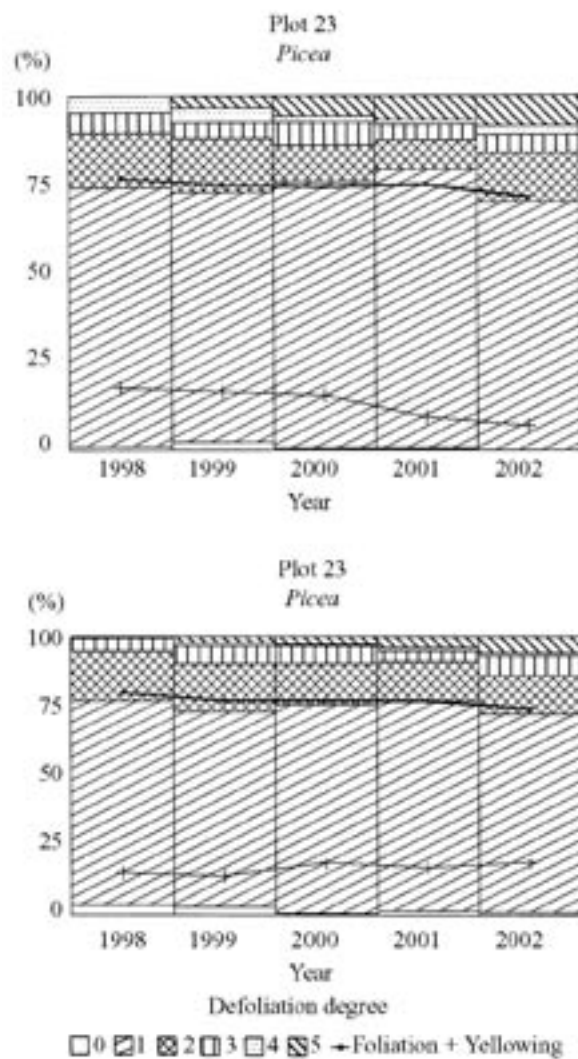 Plot 23
Picea
(%)
100
75
50
25
0
1998 1999 2000 2001 2002
Year
Plot 23
Picea
(%)
100
75
50
25
0
1998 1999 2000 2001 2002
Year
Defoliation degree
0 1 2 3 4 5 Foliation + Yellowing